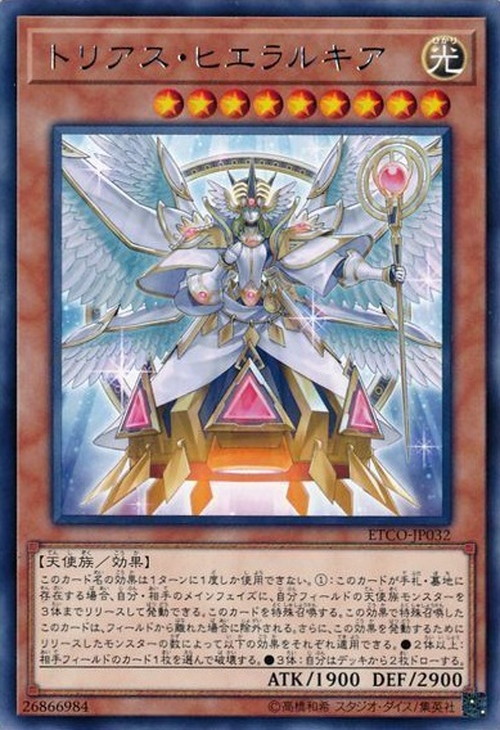 トリアス・ヒエラルキア
光
ETCO-JP032
【天使族/効果】
このカード名の効果は1ターンに1度しか使用できない。①:このカードが手札・墓地に
存在する場合、自分・相手のメインフェイズに、自分フィールドの天使族モンスターを
3体までリリースして発動できる。このカードを特殊召喚する。この効果で特殊召喚した
このカードは、フィールドから離れた場合に除外される。さらに、この効果を発動するために
リリースしたモンスターの数によって以下の効果をそれぞれ適用できる。●2体以上:
相手フィールドのカード1枚を選んで破壊する。●3体:自分はデッキから2枚ドローする。
ATK/1900 DEF/2900
26866984 ©高橋和希 スタジオ・ダイス/集英社